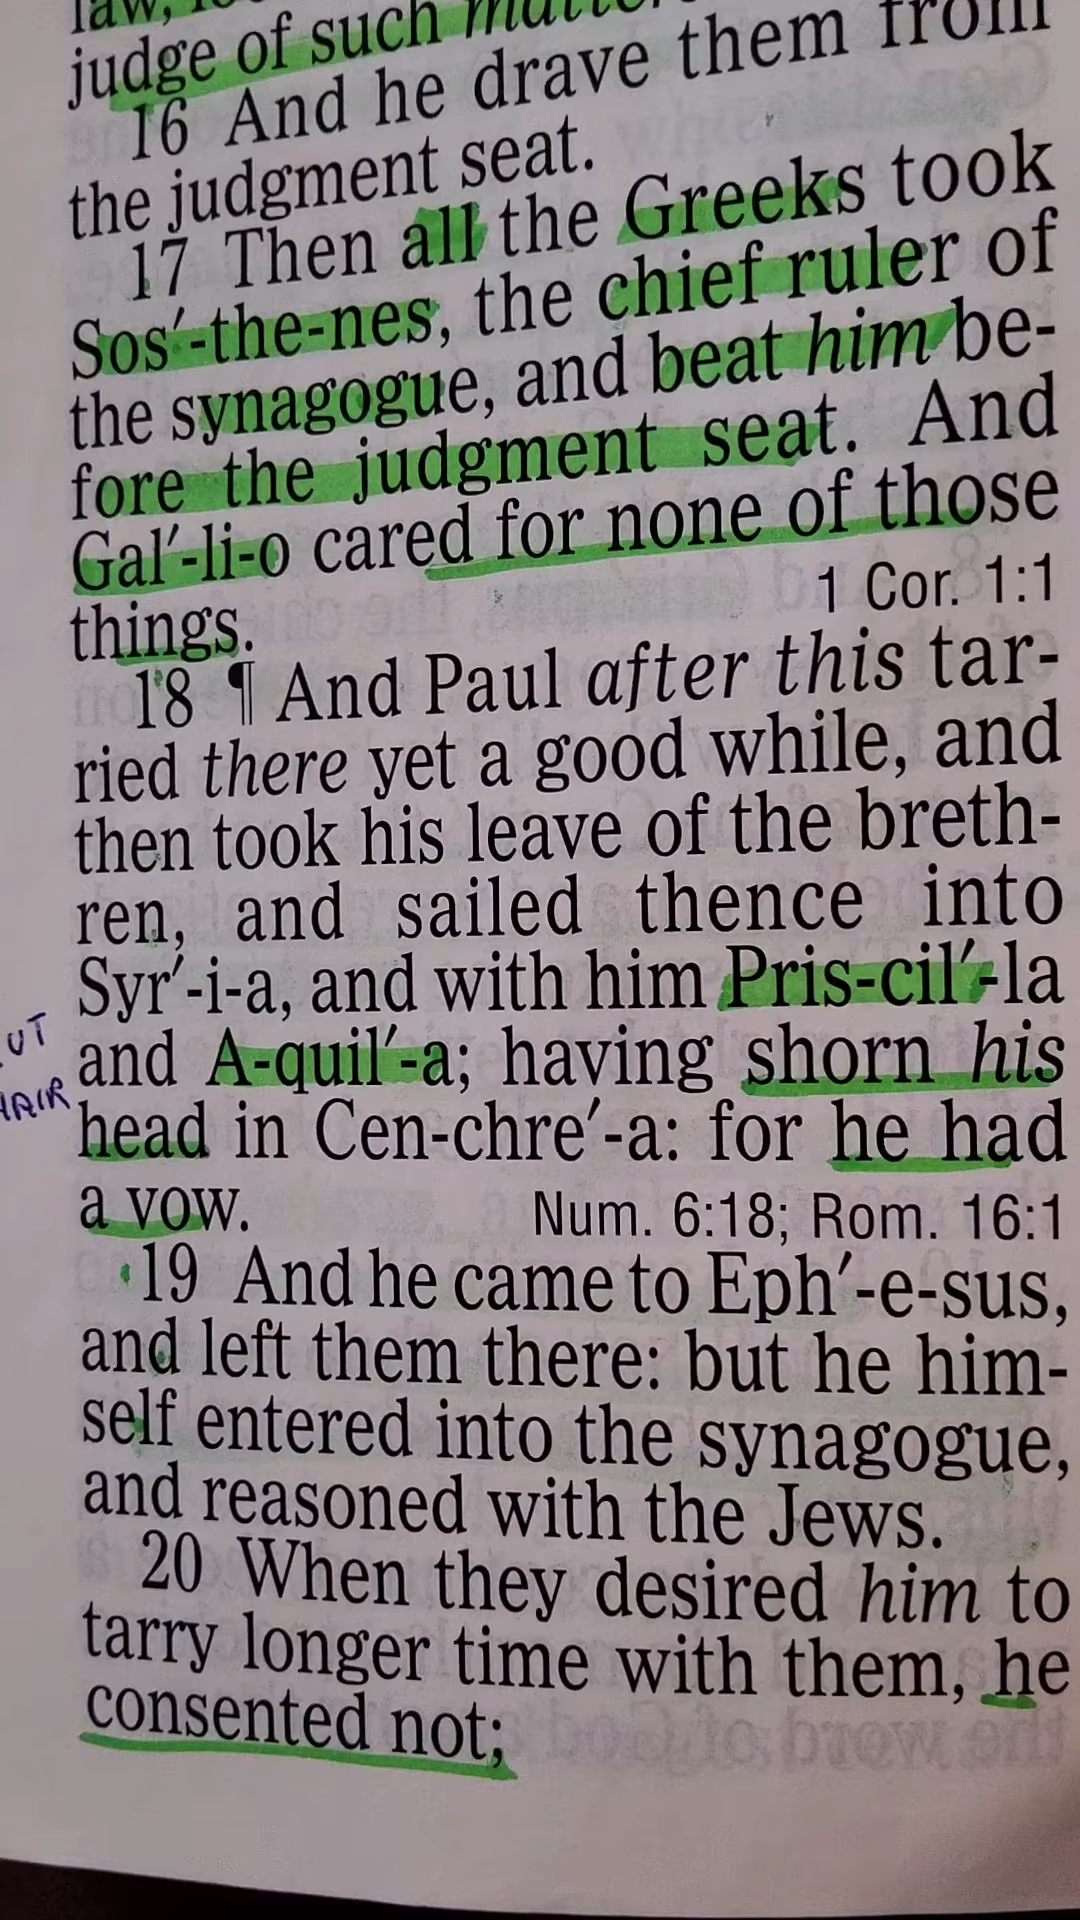 law,
judge of such matt
16 And he drave them from
the judgment seat.
17 Then all the Greeks took
Sos′-the-nes, the chief ruler of
the synagogue, and beat him be-
fore the judgment seat. And
Gal′-li-o cared for none of those
things. 1 Cor. 1:1
18 ¶ And Paul after this tar-
ried there yet a good while, and
then took his leave of the breth-
ren, and sailed thence into
Syr′-i-a, and with him Pris-cil′-la
and A-quil′-a; having shorn his
head in Cen-chre′-a: for he had
a vow. Num. 6:18; Rom. 16:1
19 And he came to Eph′-e-sus,
and left them there: but he him-
self entered into the synagogue,
and reasoned with the Jews.
20 When they desired him to
tarry longer time with them, he
consented not;
UT
HAIR